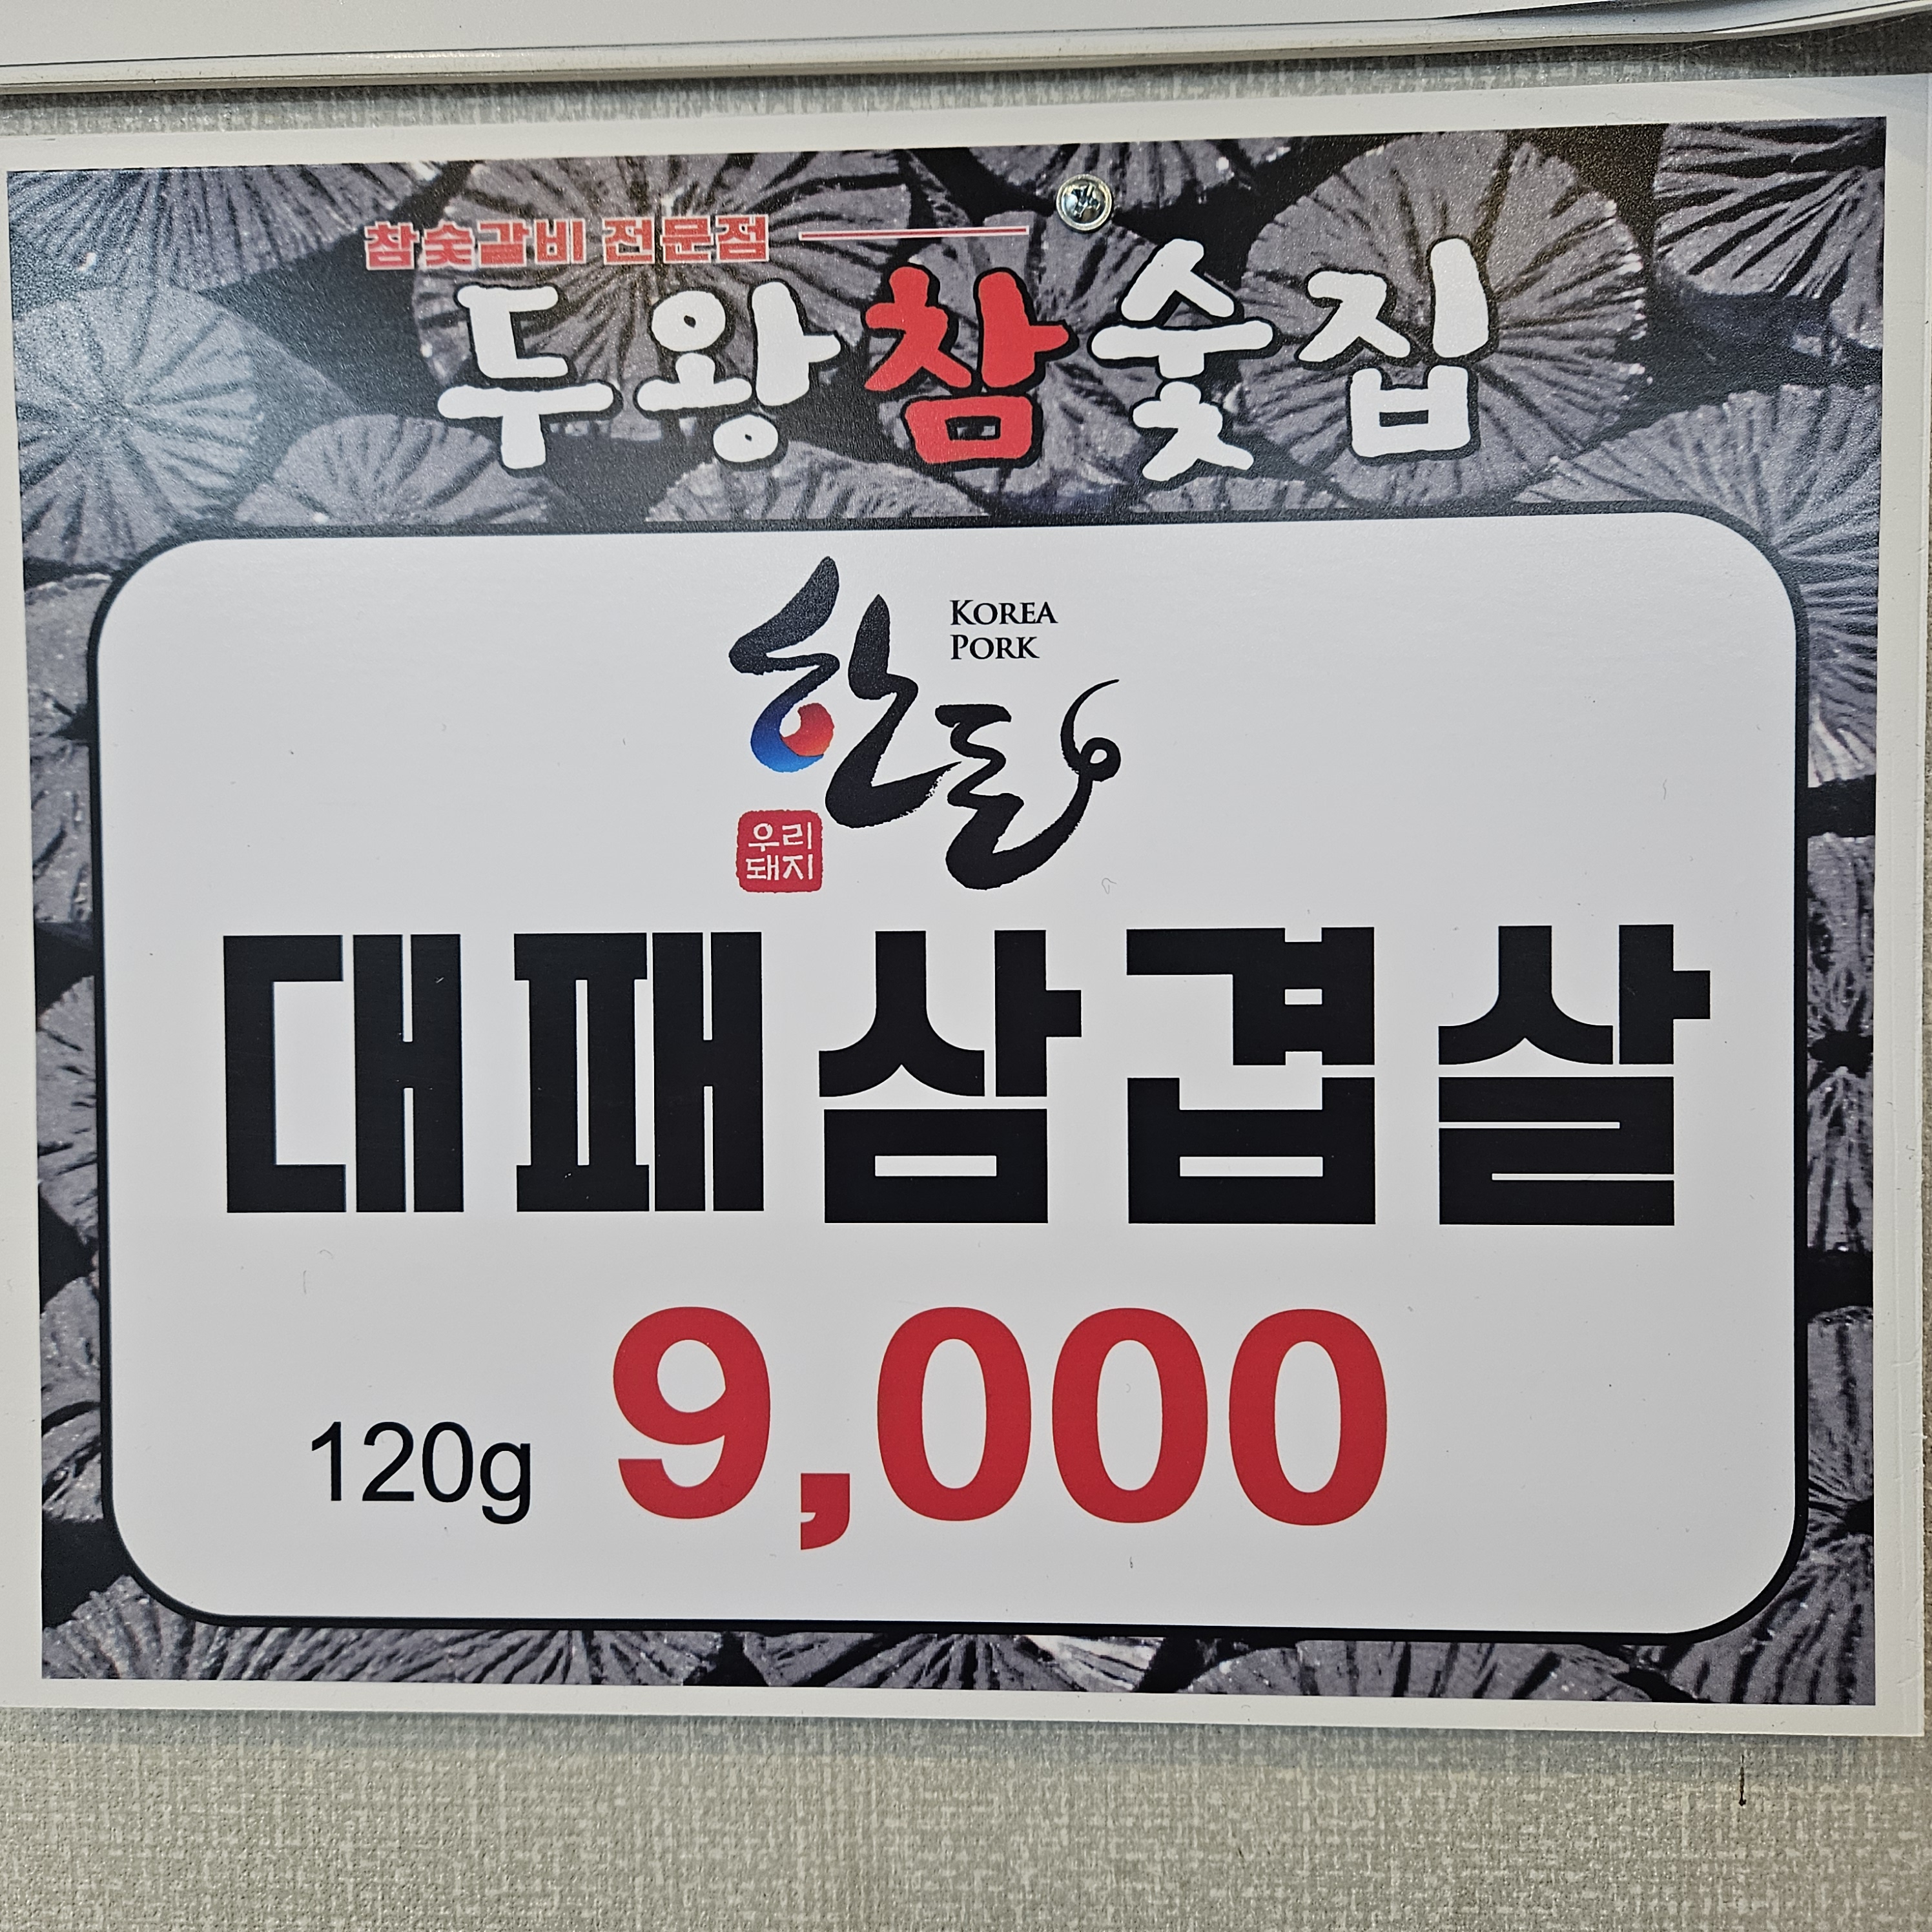 참숯갈비 전문점
두왕참숯집
KOREA
PORK
한돈
우리
돼지
대패삼겹살
120g 9,000